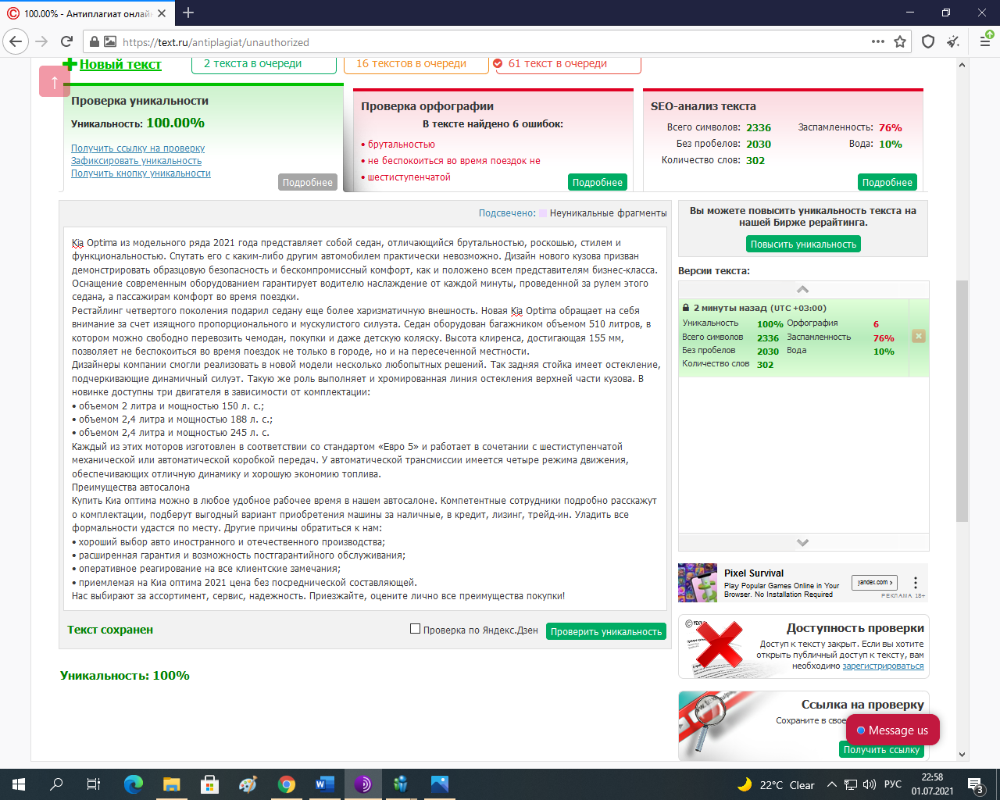 100.00% - Антиплагиат онлайн
https://text.ru/antiplagiat/unauthorized
Новый текст
2 текста в очереди
16 текстов в очереди
61 текст в очереди
Проверка уникальности
Уникальность: 100.00%
Получить ссылку на проверку
Зафиксировать уникальность
Получить кнопку уникальности
Подробнее
Проверка орфографии
В тексте найдено 6 ошибок:
• брутальностью
• не беспокоиться во время поездок не
• шестиступенчатой
Подробнее
SEO-анализ текста
Всего символов: 2336 Заспамленность: 76%
Без пробелов: 2030 Вода: 10%
Количество слов: 302
Подробнее
Подсвечено: Неуникальные фрагменты
Kia Optima из модельного ряда 2021 года представляет собой седан, отличающийся брутальностью, роскошью, стилем и
функциональностью. Спутать его с каким-либо другим автомобилем практически невозможно. Дизайн нового кузова призван
демонстрировать образцовую безопасность и бескомпромиссный комфорт, как и положено всем представителям бизнес-класса.
Оснащение современным оборудованием гарантирует водителю наслаждение от каждой минуты, проведенной за рулем этого
седана, а пассажирам комфорт во время поездки.
Рестайлинг четвертого поколения подарил седану еще более харизматичную внешность. Новая Kia Optima обращает на себя
внимание за счет изящного пропорционального и мускулистого силуэта. Седан оборудован багажником объемом 510 литров, в
котором можно свободно перевозить чемодан, покупки и даже детскую коляску. Высота клиренса, достигающая 155 мм,
позволяет не беспокоиться во время поездок не только в городе, но и на пересеченной местности.
Дизайнеры компании смогли реализовать в новой модели несколько любопытных решений. Так задняя стойка имеет остекление,
подчеркивающие динамичный силуэт. Такую же роль выполняет и хромированная линия остекления верхней части кузова. В
новинке доступны три двигателя в зависимости от комплектации:
• объемом 2 литра и мощностью 150 л. с.;
• объемом 2,4 литра и мощностью 188 л. с.;
• объемом 2,4 литра и мощностью 245 л. с.
Каждый из этих моторов изготовлен в соответствии со стандартом «Евро 5» и работает в сочетании с шестиступенчатой
механической или автоматической коробкой передач. У автоматической трансмиссии имеется четыре режима движения,
обеспечивающих отличную динамику и хорошую экономию топлива.
Преимущества автосалона
Купить Киа оптима можно в любое удобное рабочее время в нашем автосалоне. Компетентные сотрудники подробно расскажут
о комплектации, подберут выгодный вариант приобретения машины за наличные, в кредит, лизинг, трейд-ин. Уладить все
формальности удастся по месту. Другие причины обратиться к нам:
• хороший выбор авто иностранного и отечественного производства;
• расширенная гарантия и возможность постгарантийного обслуживания;
• оперативное реагирование на все клиентские замечания;
• приемлемая на Киа оптима 2021 цена без посреднической составляющей.
Нас выбирают за ассортимент, сервис, надежность. Приезжайте, оцените лично все преимущества покупки!
Текст сохранен
Проверка по Яндекс.Дзен
Проверить уникальность
Уникальность: 100%
Вы можете повысить уникальность текста на
нашей Бирже рерайтинга.
Повысить уникальность
Версии текста:
2 минуты назад (UTC +03:00)
Уникальность 100% Орфография 6
Всего символов 2336 Заспамленность 76%
Без пробелов 2030 Вода 10%
Количество слов 302
Pixel Survival
Play Popular Games Online in Your
Browser. No Installation Required
yandex.com ›
РЕКЛАМА 18+
Доступность проверки
Доступ к тексту закрыт. Если вы хотите
открыть публичный доступ к тексту, вам
необходимо зарегистрироваться
Ссылка на проверку
Сохраните в свое
Message us
Получить ссылку
22°C Clear
РУС
22:58
01.07.2021
3